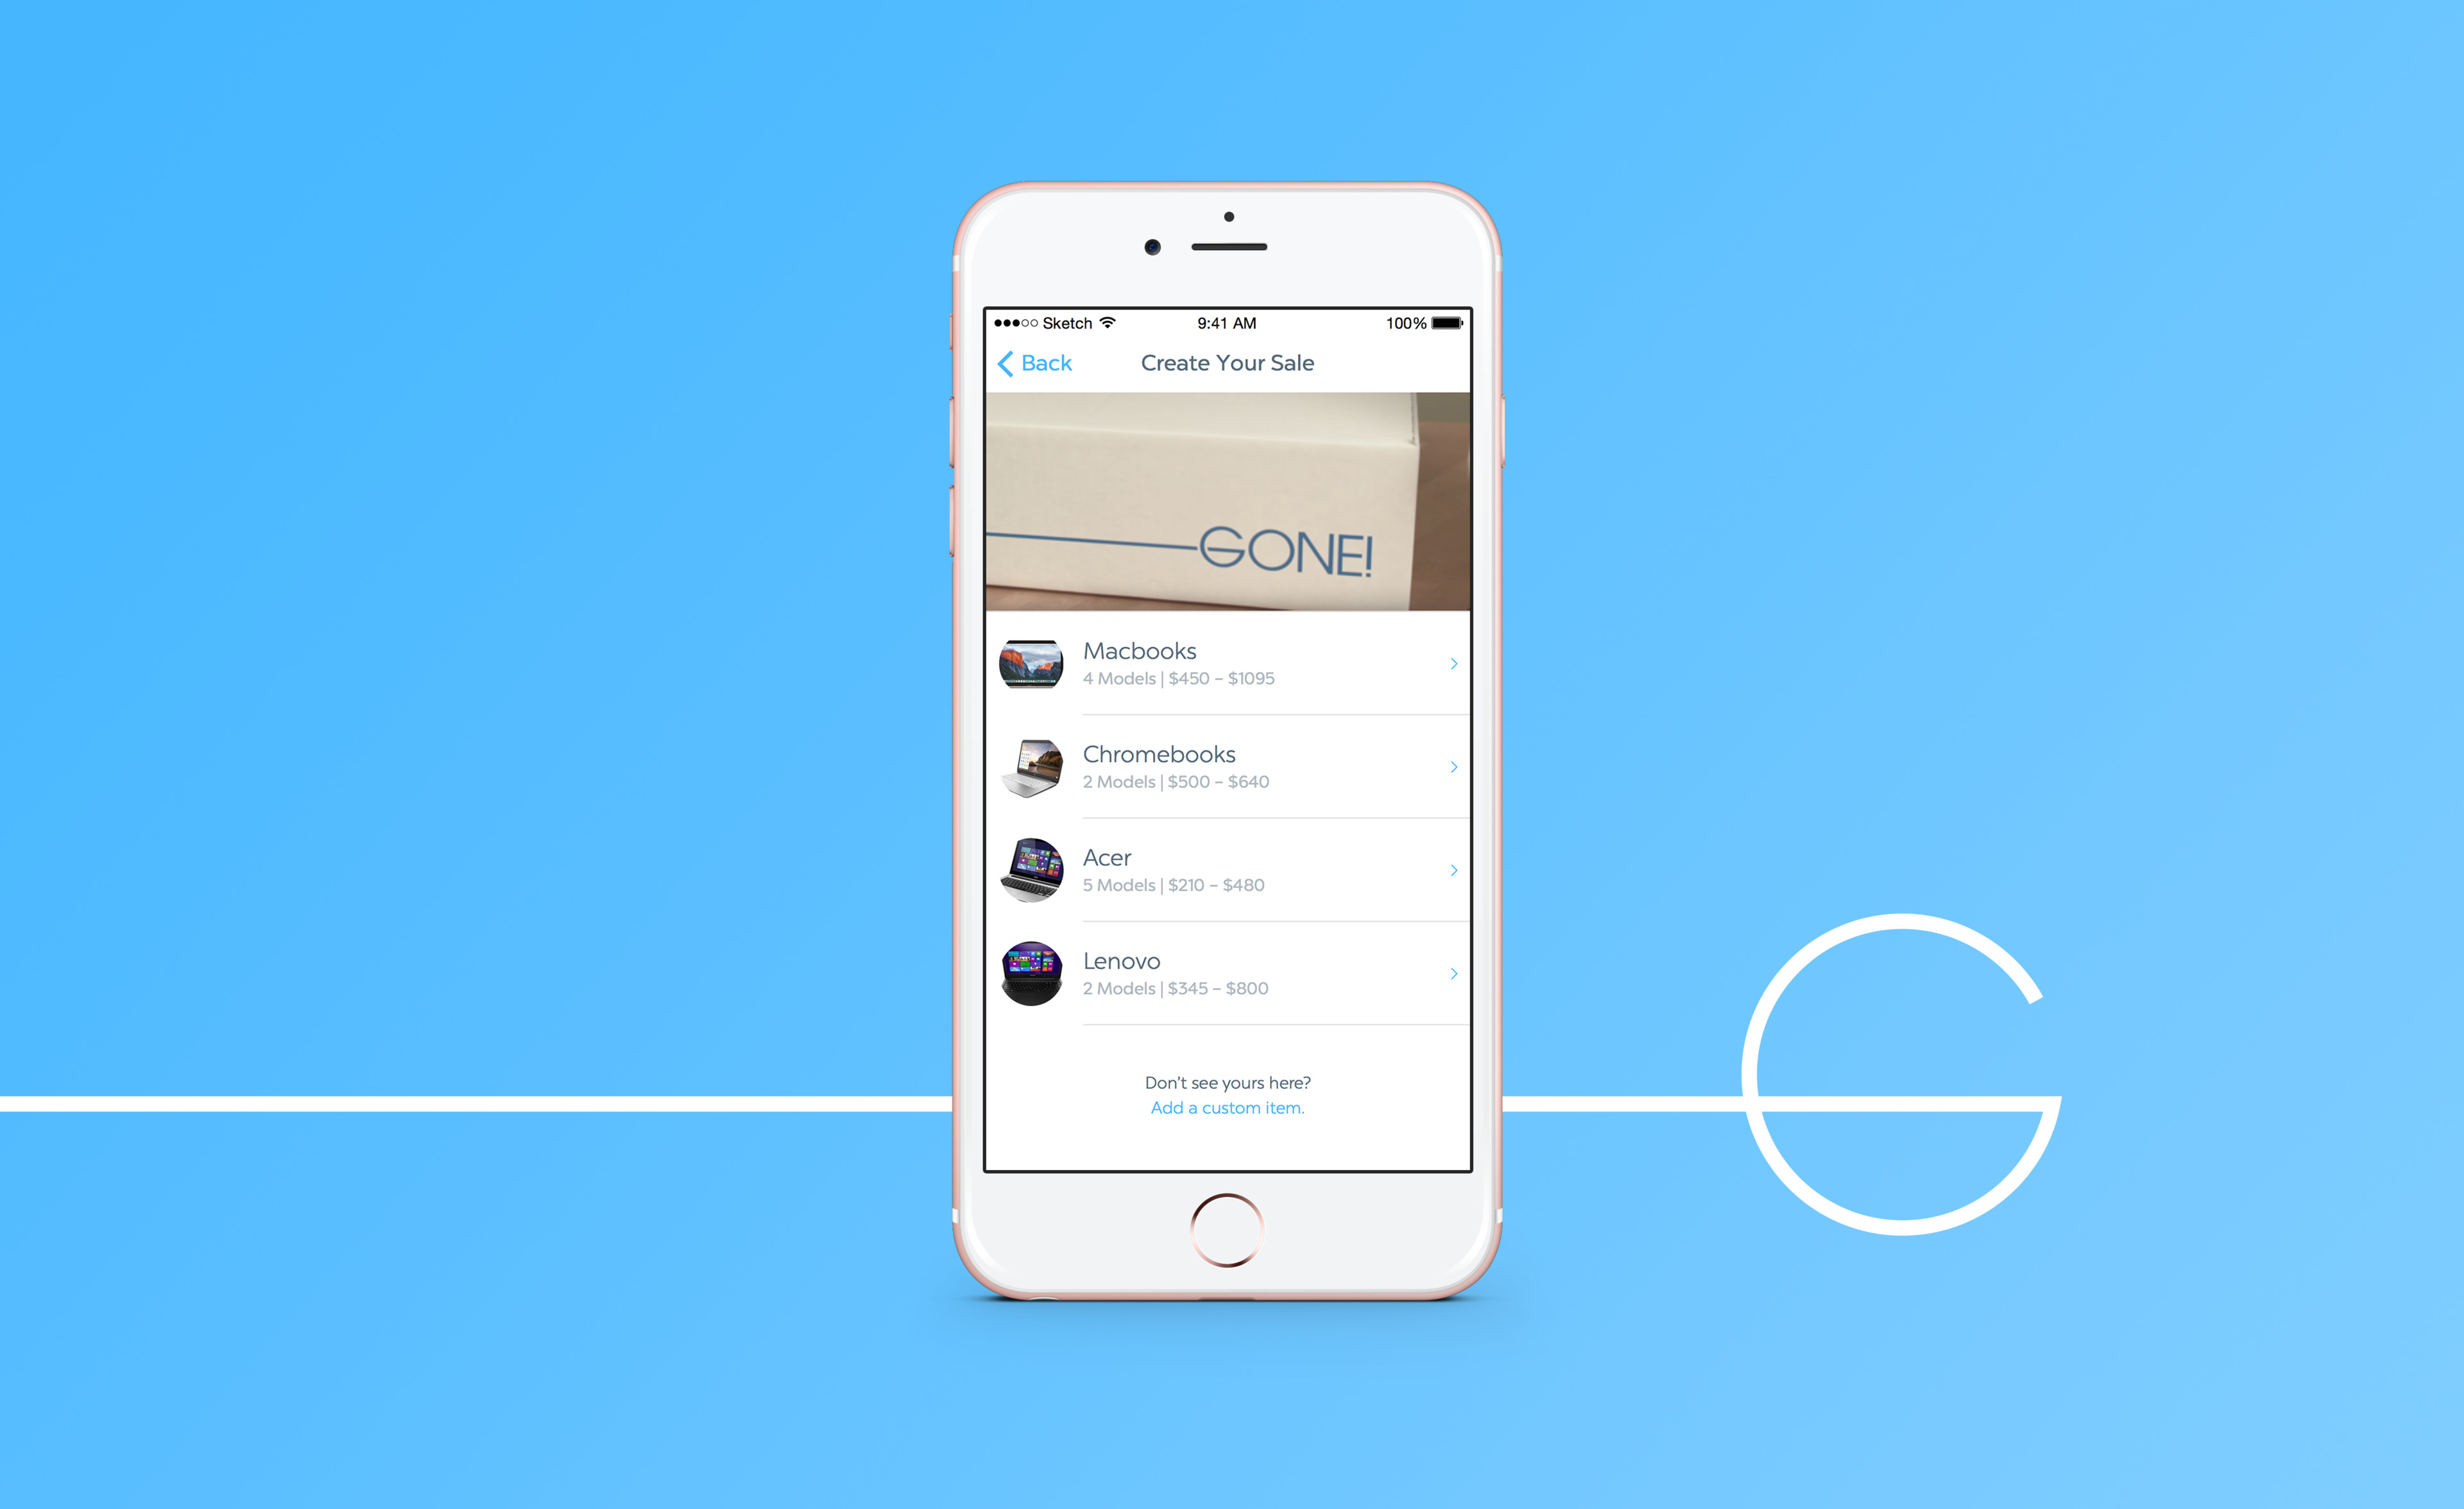 Sketch 9:41 AM 100%
Back Create Your Sale
GONE!
Macbooks
4 Models | $450 – $1095
Chromebooks
2 Models | $500 – $640
Acer
5 Models | $210 – $480
Lenovo
2 Models | $345 – $800
Don't see yours here?
Add a custom item.
G